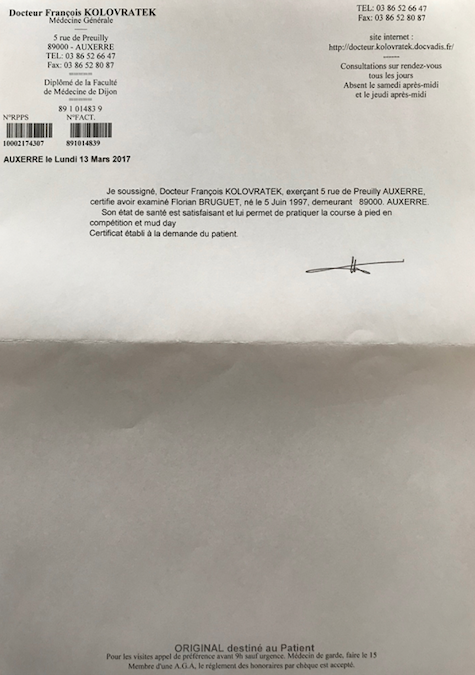 Docteur François KOLOVRATEK
Médecine Générale
5 rue de Preuilly
89000 - AUXERRE
TEL: 03 86 52 66 47
Fax: 03 86 52 80 87
Diplômé de la Faculté
de Médecine de Dijon
89 1 01483 9
N°RPPS N°FACT.
10002174307 891014839
TEL: 03 86 52 66 47
Fax: 03 86 52 80 87
site internet :
http://docteur.kolovratek.docvadis.fr/
Consultations sur rendez-vous
tous les jours
Absent le samedi après-midi
et le jeudi après-midi
AUXERRE le Lundi 13 Mars 2017
Je soussigné, Docteur François KOLOVRATEK, exerçant 5 rue de Preuilly AUXERRE,
certifie avoir examiné Florian BRUGUET, né le 5 Juin 1997, demeurant 89000. AUXERRE.
Son état de santé est satisfaisant et lui permet de pratiquer la course à pied en
compétition et mud day
Certificat établi à la demande du patient.
ORIGINAL destiné au Patient
Pour les visites appel de préférence avant 9h sauf urgence. Médecin de garde, faire le 15
Membre d'une A.G.A, le règlement des honoraires par chèque est accepté.